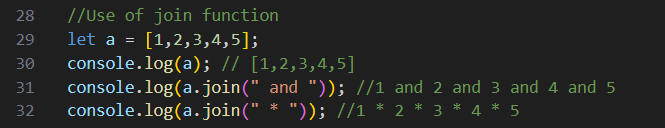 28 //Use of join function
29 let a = [1,2,3,4,5];
30 console.log(a); // [1,2,3,4,5]
31 console.log(a.join(" and ")); //1 and 2 and 3 and 4 and 5
32 console.log(a.join(" * ")); //1 * 2 * 3 * 4 * 5